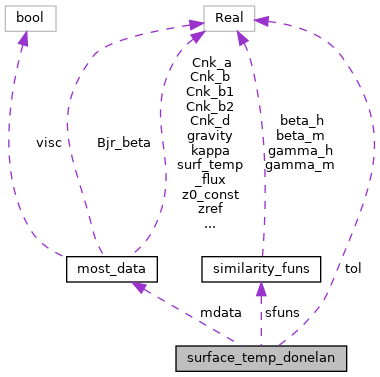 bool
Real
Cnk_a
Cnk_b
Cnk_b1
Cnk_b2
Cnk_d
gravity
kappa
surf_temp
_flux
z0_const
zref
...
visc
Bjr_beta
beta_h
beta_m
gamma_h
gamma_m
most_data
similarity_funs
tol
mdata
sfuns
surface_temp_donelan